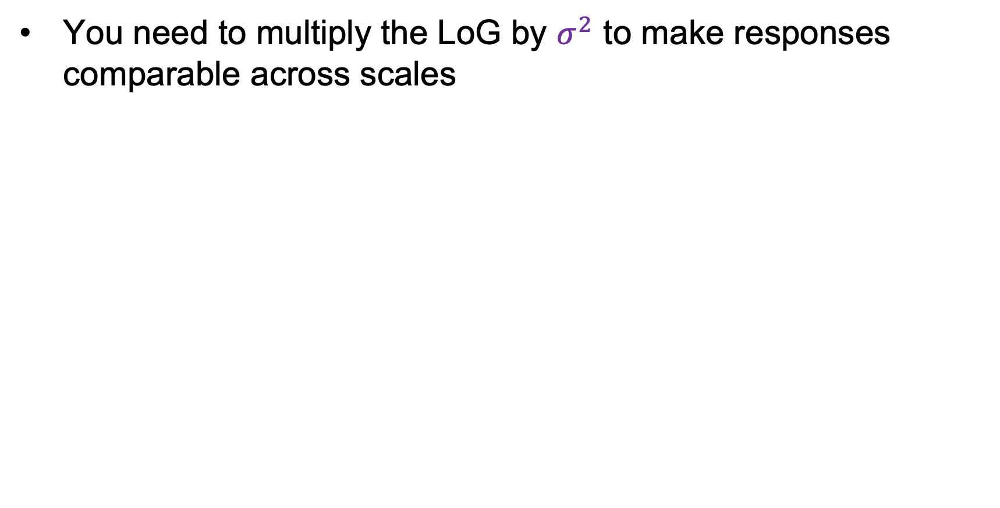 • You need to multiply the LoG by σ² to make responses
comparable across scales